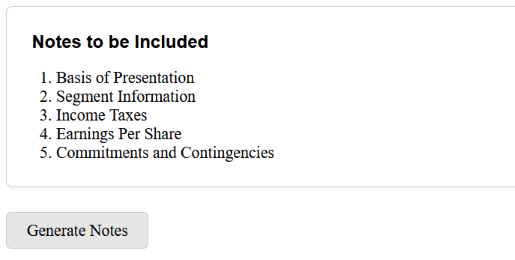 Notes to be Included
1. Basis of Presentation
2. Segment Information
3. Income Taxes
4. Earnings Per Share
5. Commitments and Contingencies
Generate Notes